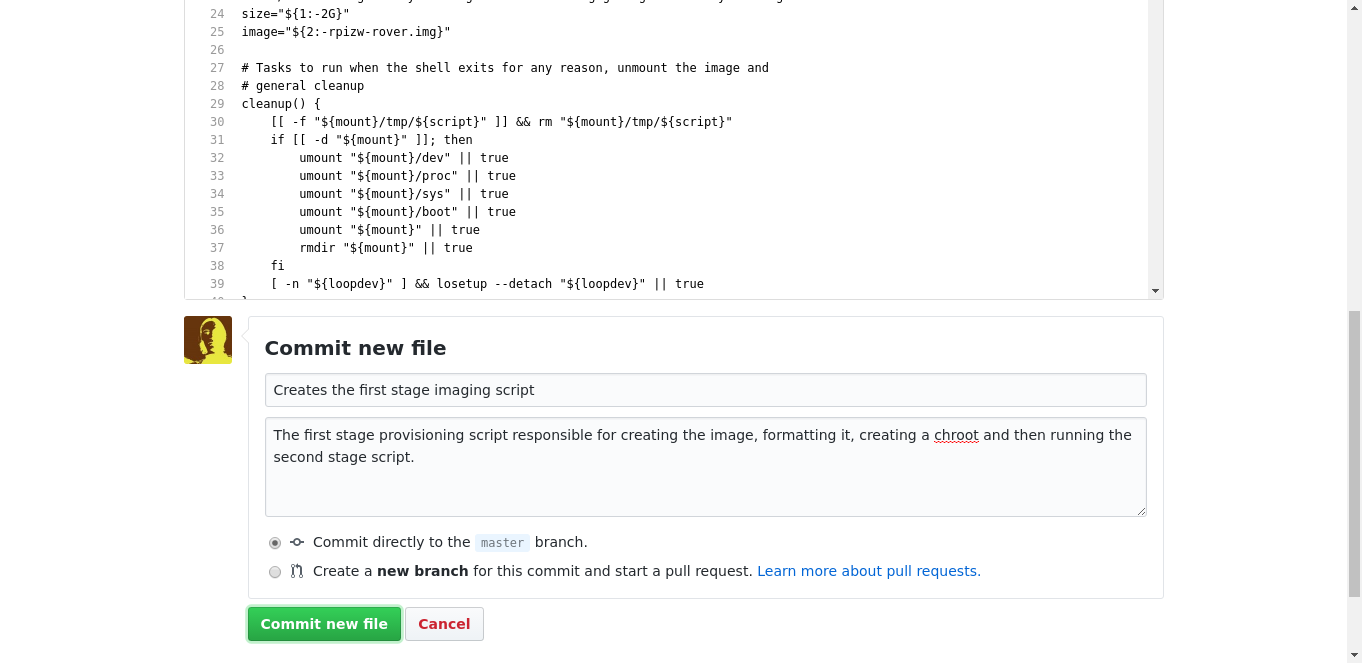 24 size="${1:-2G}"
25 image="${2:-rpizw-rover.img}"
26
27 # Tasks to run when the shell exits for any reason, unmount the image and
28 # general cleanup
29 cleanup() {
30     [[ -f "${mount}/tmp/${script}" ]] && rm "${mount}/tmp/${script}"
31     if [[ -d "${mount}" ]]; then
32         umount "${mount}/dev" || true
33         umount "${mount}/proc" || true
34         umount "${mount}/sys" || true
35         umount "${mount}/boot" || true
36         umount "${mount}" || true
37         rmdir "${mount}" || true
38     fi
39     [ -n "${loopdev}" ] && losetup --detach "${loopdev}" || true
Commit new file
Creates the first stage imaging script
The first stage provisioning script responsible for creating the image, formatting it, creating a chroot and then running the
second stage script.
Commit directly to the master branch.
Create a new branch for this commit and start a pull request. Learn more about pull requests.
Commit new file Cancel